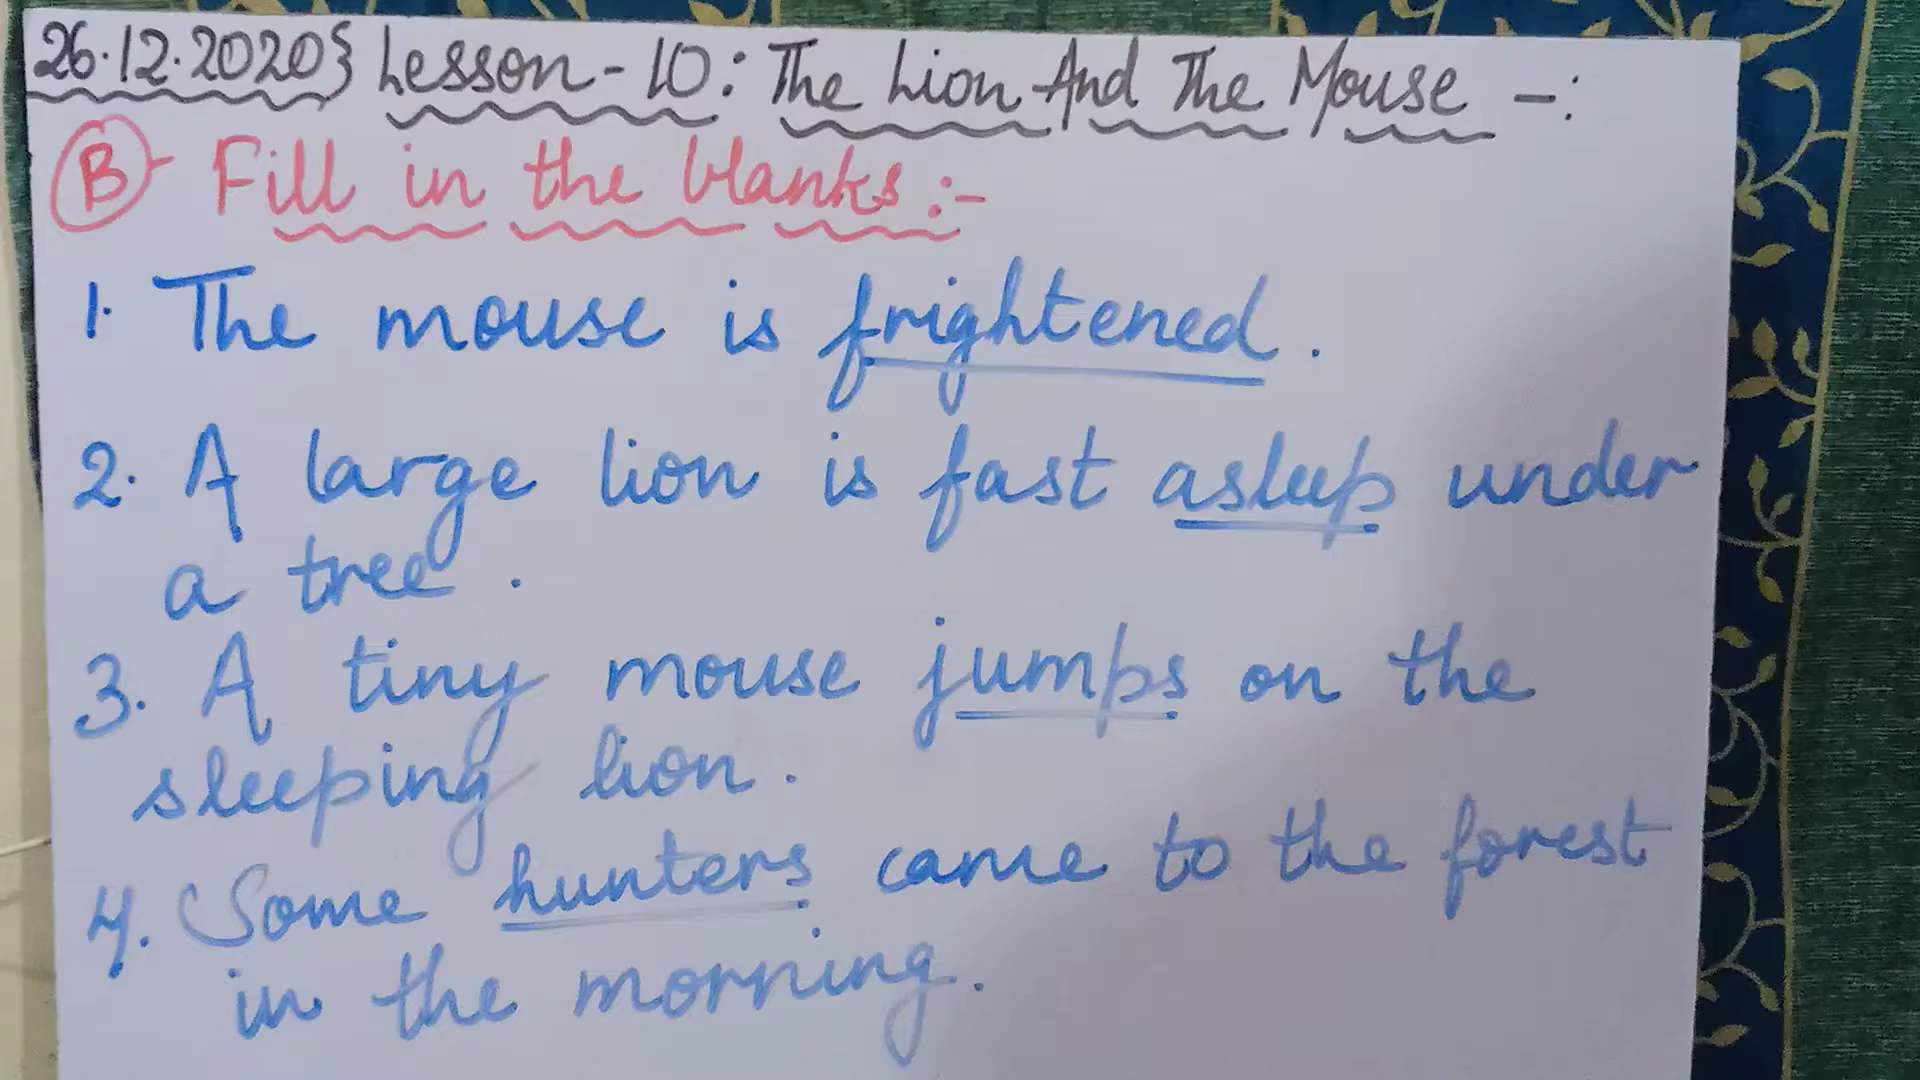 26.12.2020} Lesson-10: The Lion And The Mouse -:
B- Fill in the blanks:-
1. The mouse is frightened.
2. A large lion is fast asleep under
a tree.
3. A tiny mouse jumps on the
sleeping lion.
4. Some hunters came to the forest
in the morning.